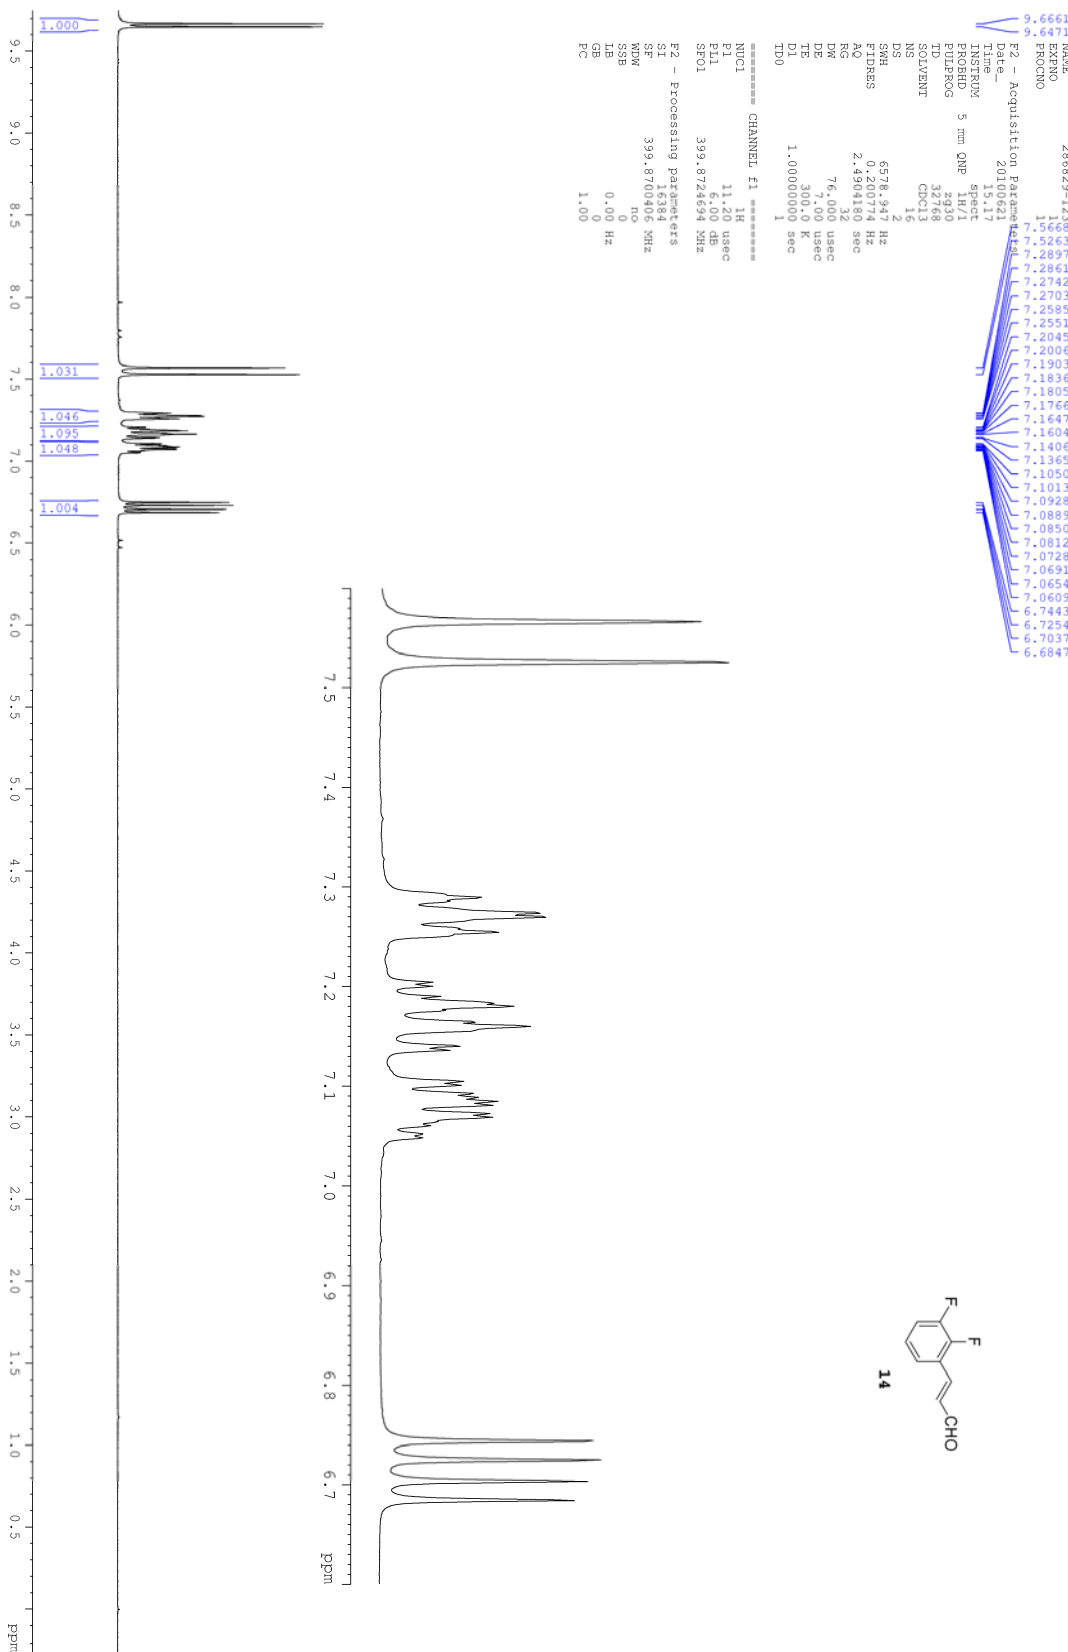 9.6661
9.6471
7.5668
7.5263
7.2897
7.2861
7.2742
7.2703
7.2585
7.2551
7.2045
7.2006
7.1903
7.1836
7.1805
7.1766
7.1647
7.1604
7.1406
7.1365
7.1050
7.1013
7.0928
7.0889
7.0850
7.0812
7.0728
7.0691
7.0654
7.0609
6.7443
6.7254
6.7037
6.6847
NAME
EXPNO
PROCNO 1
F2 - Acquisition Parameters
Date_ 20100621
Time 15.17
INSTRUM spect
PROBHD 5 mm QNP 1H/1
PULPROG zg30
TD 32768
SOLVENT CDCl3
NS 16
DS 2
SWH 6578.947 Hz
FIDRES 0.200774 Hz
AQ 2.4904180 sec
RG 32
DW 76.000 usec
DE 7.00 usec
TE 300.0 K
D1 1.00000000 sec
TD0 1
======== CHANNEL f1 ========
NUC1 1H
P1 11.20 usec
PL1 6.00 dB
SFO1 399.8724694 MHz
F2 - Processing parameters
SI 16384
SF 399.8700406 MHz
WDW no
SSB 0
LB 0.00 Hz
GB 0
PC 1.00
F
F
CHO
14
7.5 7.4 7.3 7.2 7.1 7.0 6.9 6.8 6.7 ppm
1.000
1.031
1.046
1.095
1.048
1.004
9.5 9.0 8.5 8.0 7.5 7.0 6.5 6.0 5.5 5.0 4.5 4.0 3.5 3.0 2.5 2.0 1.5 1.0 0.5 ppm